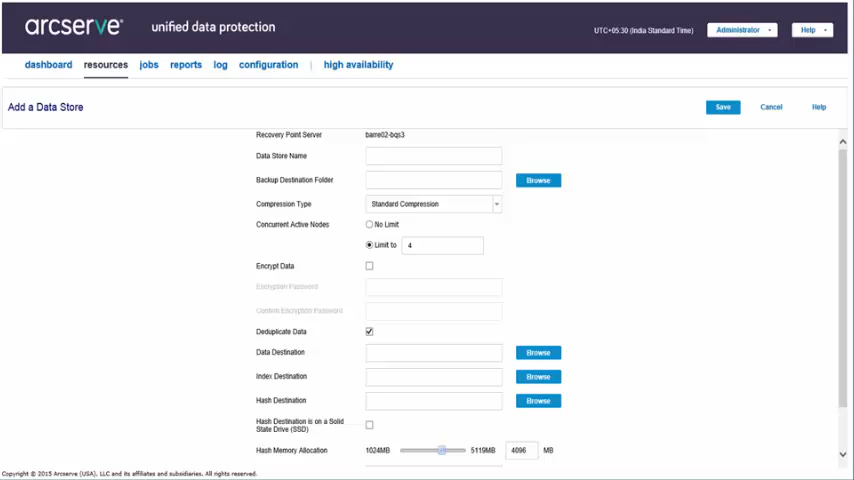 arcserve® unified data protection UTC+05:30 (India Standard Time) Administrator Help
dashboard resources jobs reports log configuration | high availability
Add a Data Store Save Cancel Help
Recovery Point Server barre02-bqs3
Data Store Name
Backup Destination Folder Browse
Compression Type Standard Compression
Concurrent Active Nodes No Limit
Limit to 4
Encrypt Data
Encryption Password
Confirm Encryption Password
Deduplicate Data
Data Destination Browse
Index Destination Browse
Hash Destination Browse
Hash Destination is on a Solid
State Drive (SSD)
Hash Memory Allocation 1024MB 5119MB 4096 MB
Copyright © 2015 Arcserve (USA), LLC and its affiliates and subsidiaries. All rights reserved.